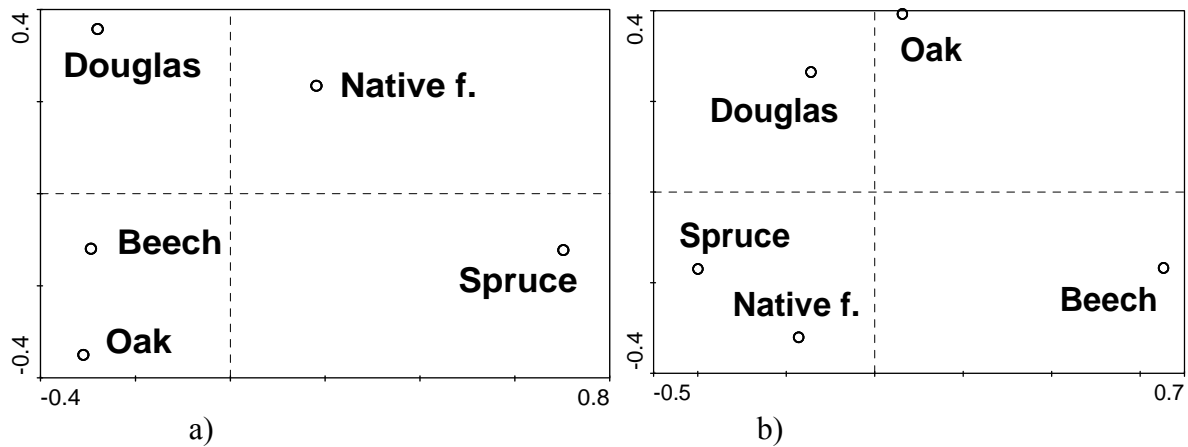 0.4
Douglas
Native f.
Beech
Spruce
Oak
-0.4
-0.4
0.8
a)
0.4
Oak
Douglas
Spruce
Native f.
Beech
-0.4
-0.5
0.7
b)